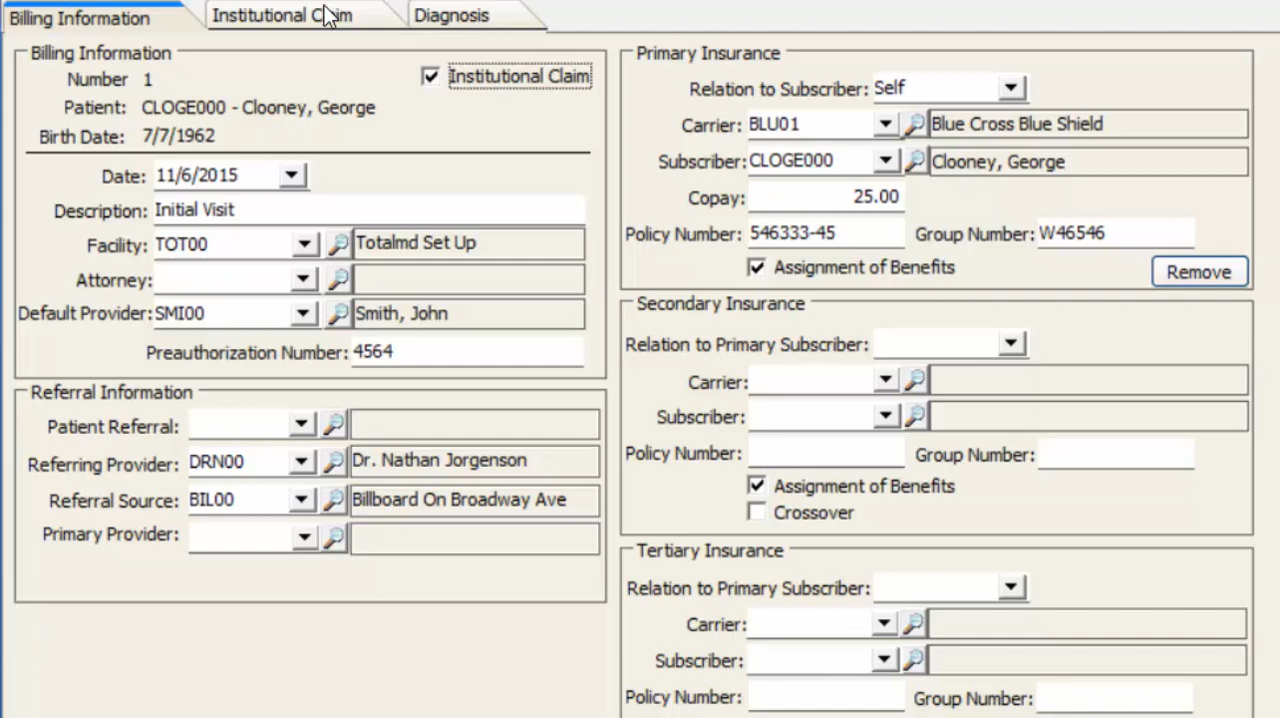 Billing Information
Institutional Claim
Diagnosis
Billing Information
Number 1
Institutional Claim
Patient: CLOGE000 - Clooney, George
Birth Date: 7/7/1962
Date: 11/6/2015
Description: Initial Visit
Facility: TOT00 Totalmd Set Up
Attorney:
Default Provider: SMI00 Smith, John
Preauthorization Number: 4564
Referral Information
Patient Referral:
Referring Provider: DRN00 Dr. Nathan Jorgenson
Referral Source: BIL00 Billboard On Broadway Ave
Primary Provider:
Primary Insurance
Relation to Subscriber: Self
Carrier: BLU01 Blue Cross Blue Shield
Subscriber: CLOGE000 Clooney, George
Copay: 25.00
Policy Number: 546333-45 Group Number: W46546
Assignment of Benefits
Remove
Secondary Insurance
Relation to Primary Subscriber:
Carrier:
Subscriber:
Policy Number: Group Number:
Assignment of Benefits
Crossover
Tertiary Insurance
Relation to Primary Subscriber:
Carrier:
Subscriber:
Policy Number: Group Number: